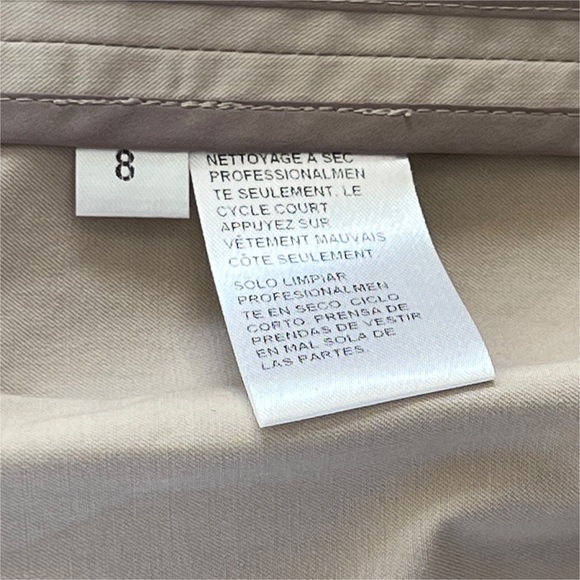 8
NETTOYAGE A SEC
PROFESSIONALMEN
TE SEULEMENT. LE
CYCLE COURT
APPUYEZ SUR
VÊTEMENT MAUVAIS
CÔTE SEULEMENT
SOLO LIMPIAR
PROFESIONALMEN
TE EN SECO. CICLO
CORTO. PRENSA DE
PRENDAS DE VESTIR
EN MAL SOLA DE
LAS PARTES.